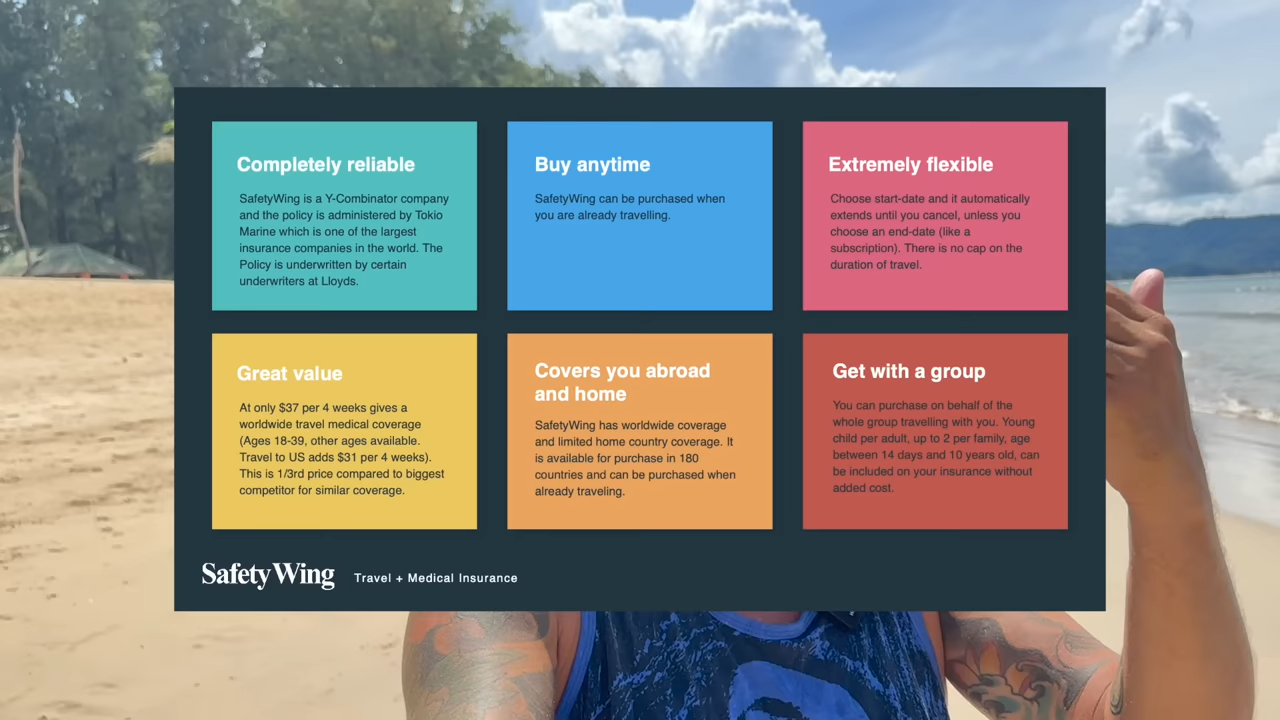 Completely reliable
SafetyWing is a Y-Combinator company
and the policy is administered by Tokio
Marine which is one of the largest
insurance companies in the world. The
Policy is underwritten by certain
underwriters at Lloyds.
Buy anytime
SafetyWing can be purchased when
you are already travelling.
Extremely flexible
Choose start-date and it automatically
extends until you cancel, unless you
choose an end-date (like a
subscription). There is no cap on the
duration of travel.
Great value
At only $37 per 4 weeks gives a
worldwide travel medical coverage
(Ages 18-39, other ages available.
Travel to US adds $31 per 4 weeks).
This is 1/3rd price compared to biggest
competitor for similar coverage.
Covers you abroad
and home
SafetyWing has worldwide coverage
and limited home country coverage. It
is available for purchase in 180
countries and can be purchased when
already traveling.
Get with a group
You can purchase on behalf of the
whole group travelling with you. Young
child per adult, up to 2 per family, age
between 14 days and 10 years old, can
be included on your insurance without
added cost.
SafetyWing Travel + Medical Insurance